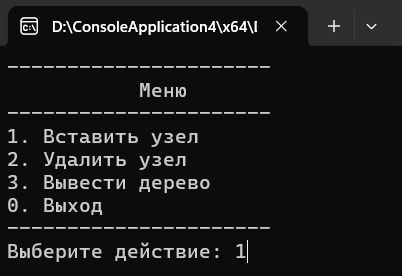 D:\ConsoleApplication4\x64\
----------------------
Меню
----------------------
1. Вставить узел
2. Удалить узел
3. Вывести дерево
0. Выход
----------------------
Выберите действие: 1